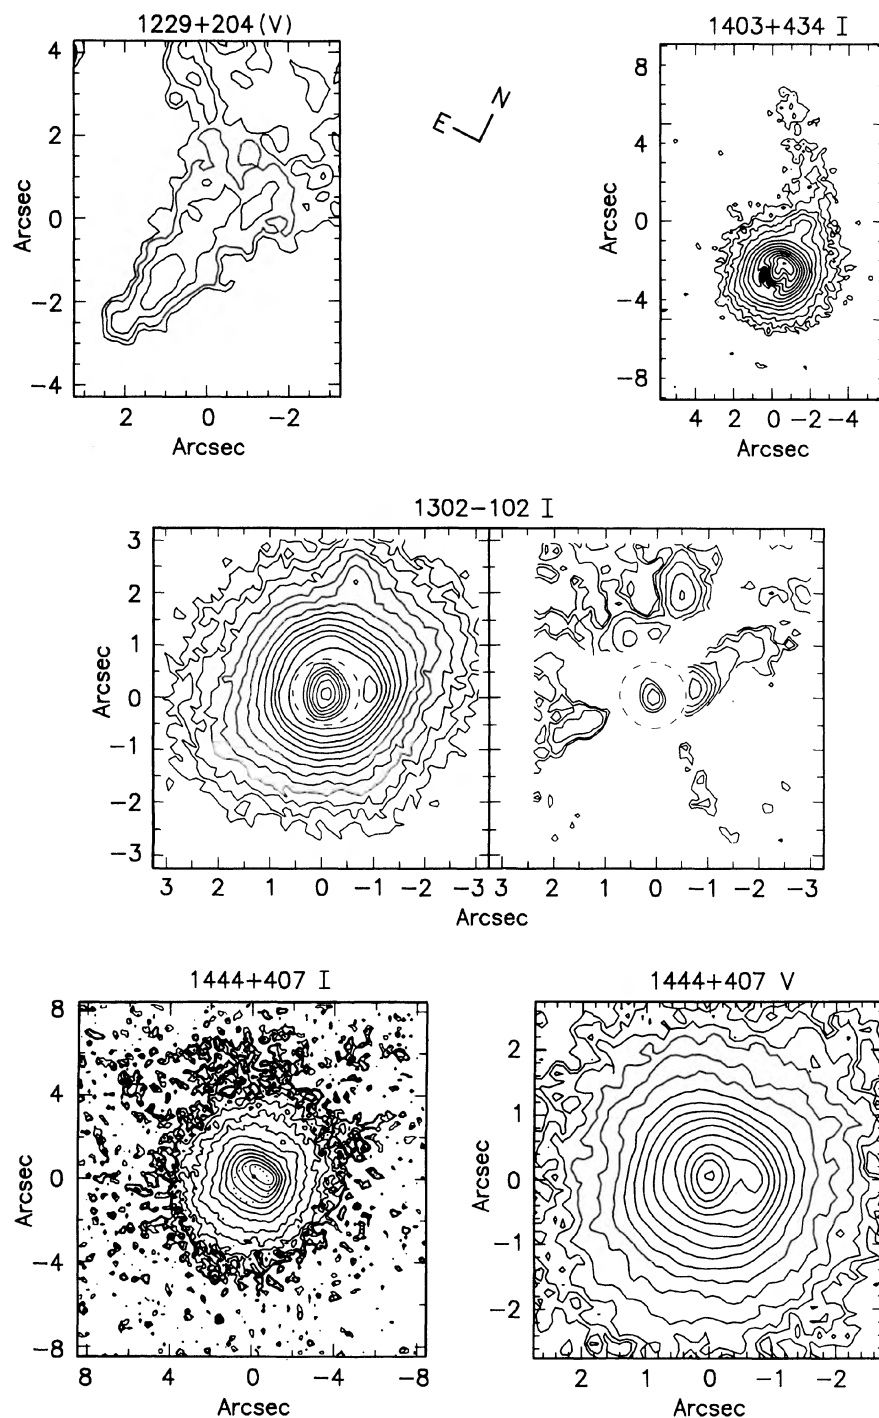 1229+204 (V)
1403+434 I
4
2
0
−2
−4
Arcsec
2 0 −2
Arcsec
E N
8
4
0
−4
−8
Arcsec
4 2 0 −2 −4
Arcsec
1302−102 I
3
2
1
0
−1
−2
−3
Arcsec
3 2 1 0 −1 −2 −3 3 2 1 0 −1 −2 −3
Arcsec
1444+407 I
1444+407 V
8
4
0
−4
−8
Arcsec
8 4 0 −4 −8
Arcsec
2
1
0
−1
−2
Arcsec
2 1 0 −1 −2
Arcsec